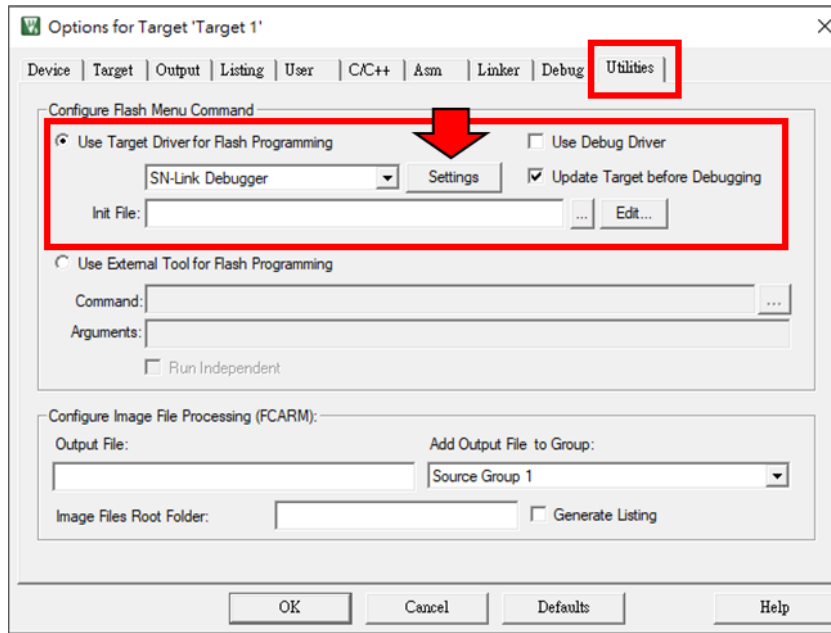 Options for Target 'Target 1'
Device | Target | Output | Listing | User | C/C++ | Asm | Linker | Debug | Utilities
Configure Flash Menu Command
Use Target Driver for Flash Programming
Use Debug Driver
SN-Link Debugger
Settings
Update Target before Debugging
Init File:
...
Edit...
Use External Tool for Flash Programming
Command:
...
Arguments:
Run Independent
Configure Image File Processing (FCARM):
Output File:
Add Output File to Group:
Source Group 1
Image Files Root Folder:
Generate Listing
OK
Cancel
Defaults
Help